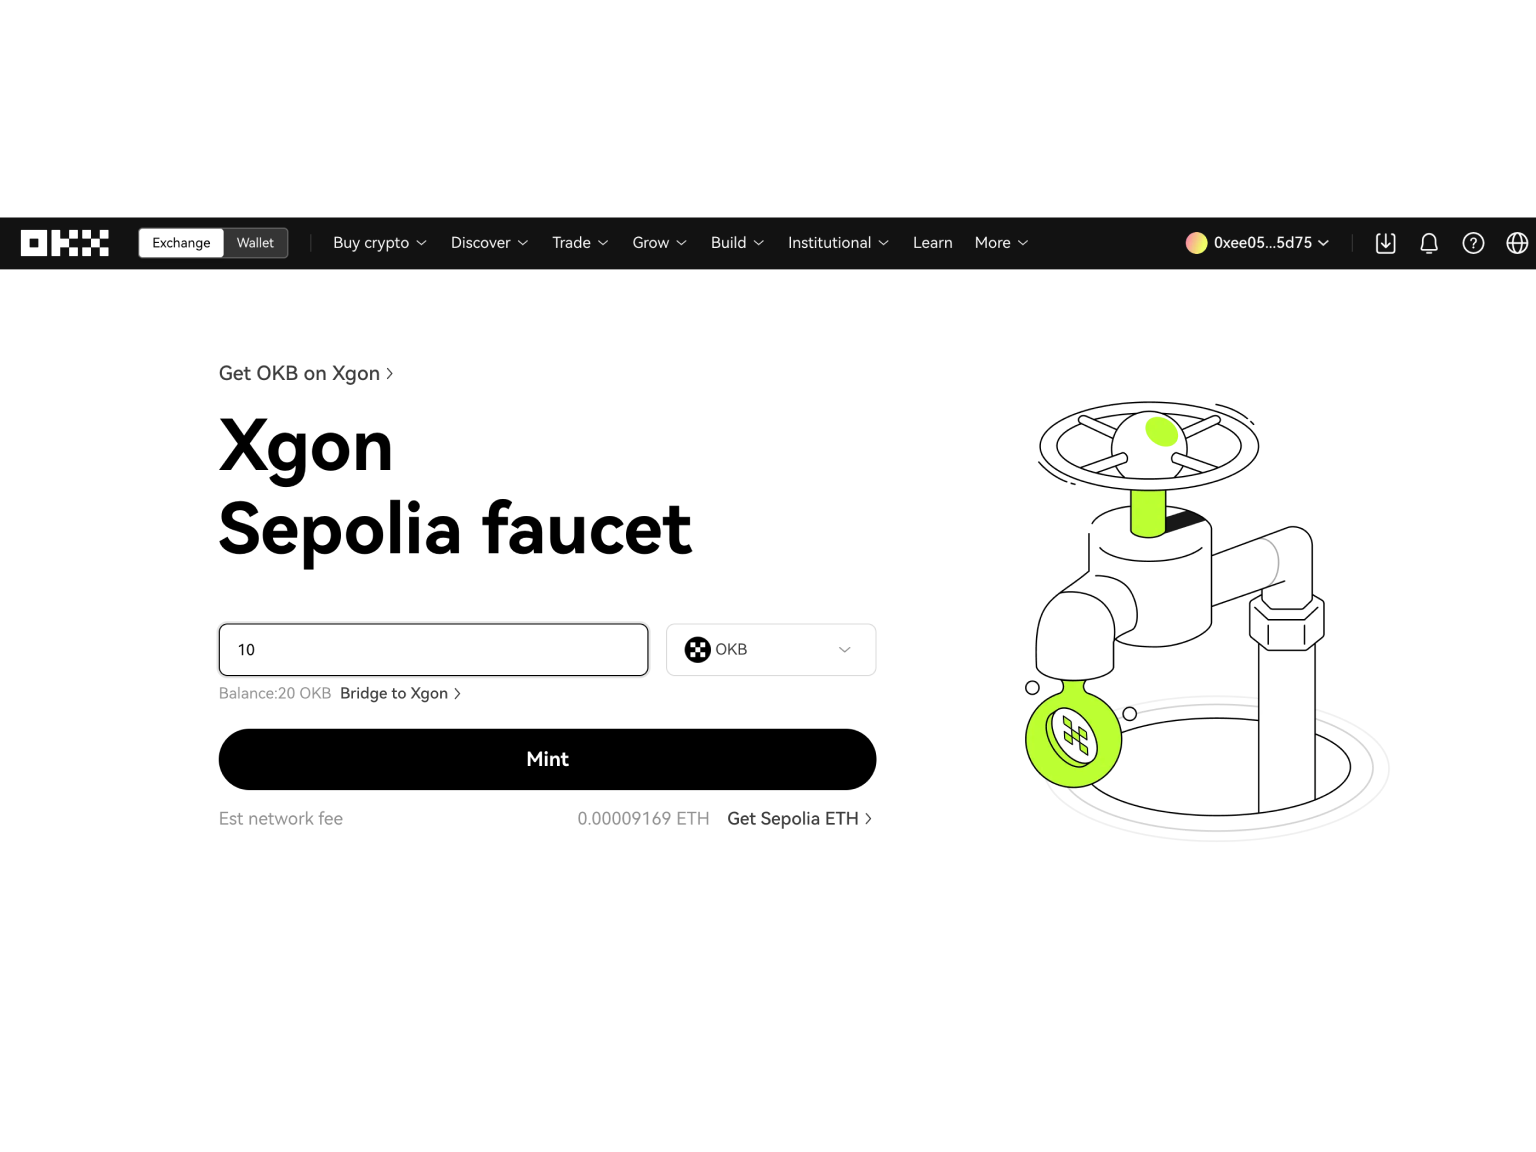 OKX
Exchange Wallet Buy crypto Discover Trade Grow Build Institutional Learn More 0xee05...5d75
Get OKB on Xgon
Xgon
Sepolia faucet
10 OKB
Balance:20 OKB Bridge to Xgon
Mint
Est network fee 0.00009169 ETH Get Sepolia ETH